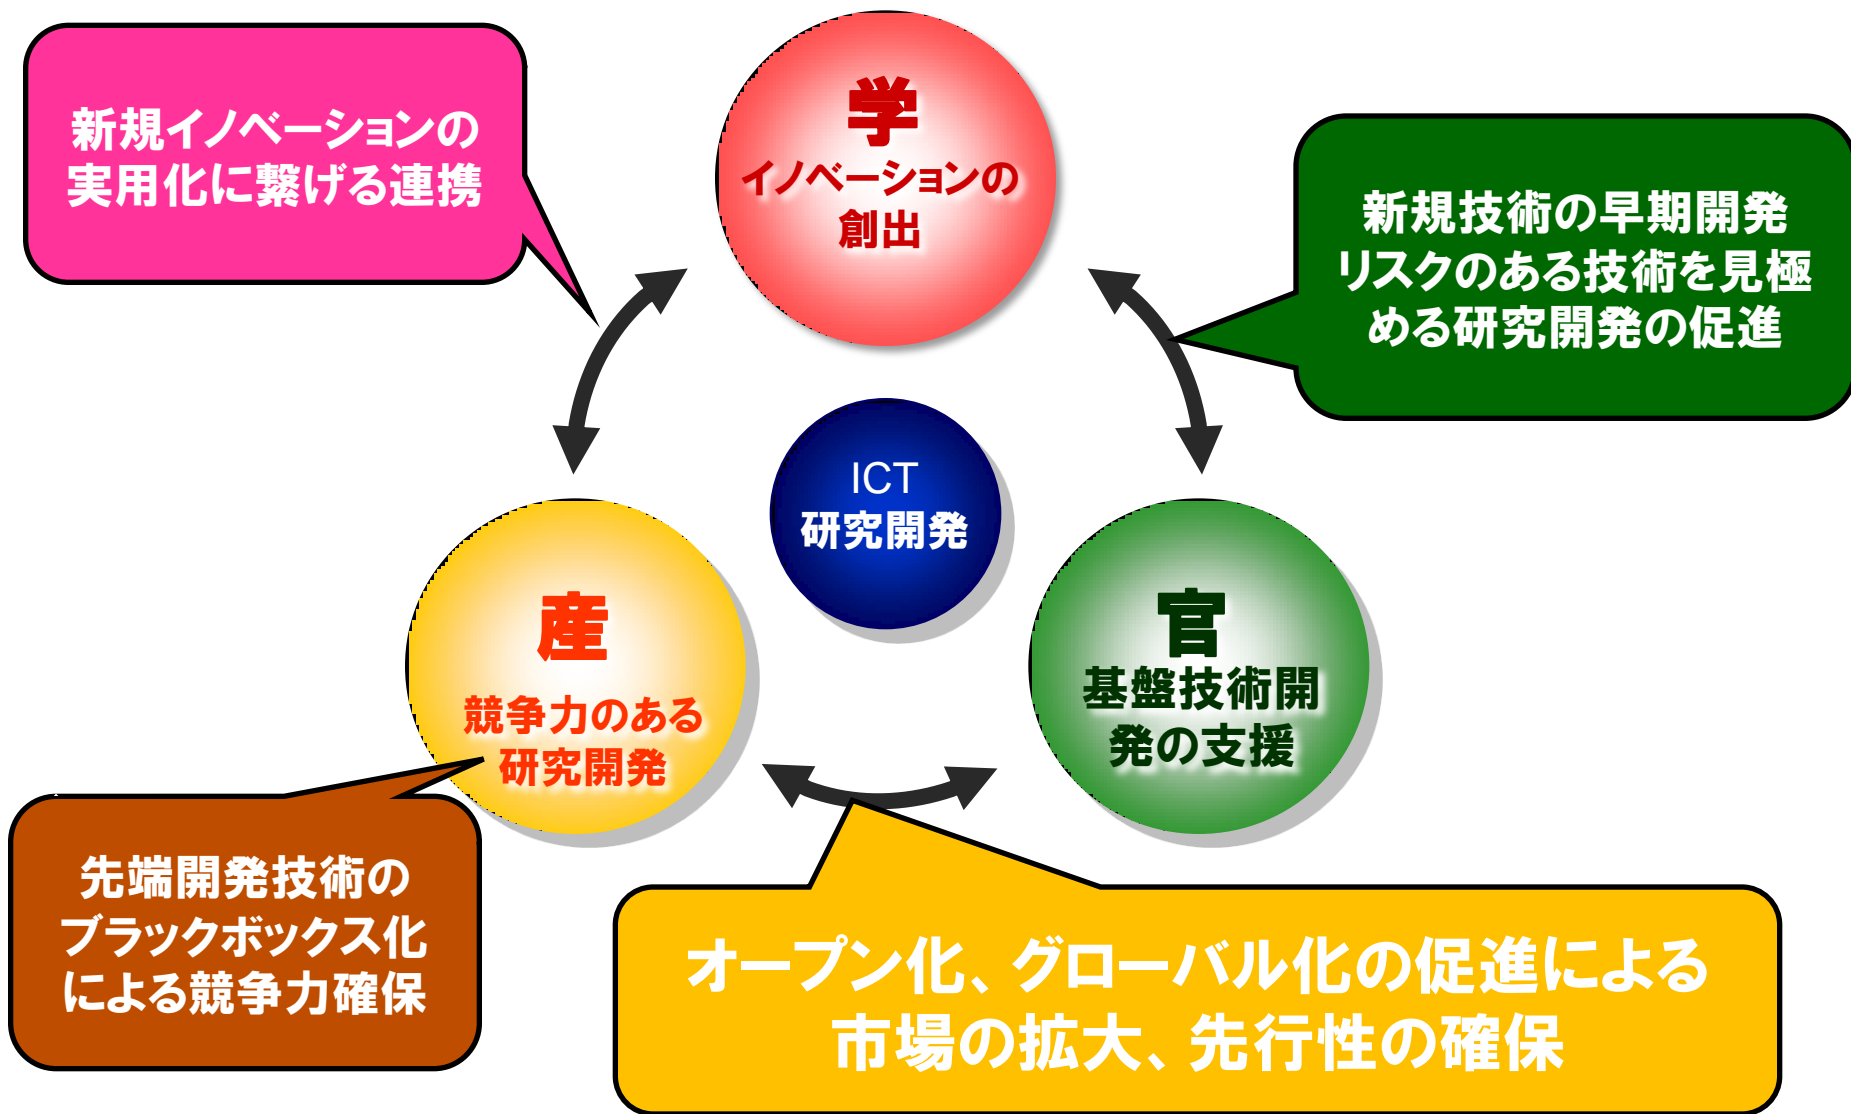 新規イノベーションの
実用化に繋げる連携
学
イノベーションの
創出
新規技術の早期開発
リスクのある技術を見極
める研究開発の促進
ICT
研究開発
産
競争力のある
研究開発
官
基盤技術開
発の支援
先端開発技術の
ブラックボックス化
による競争力確保
オープン化、グローバル化の促進による
市場の拡大、先行性の確保